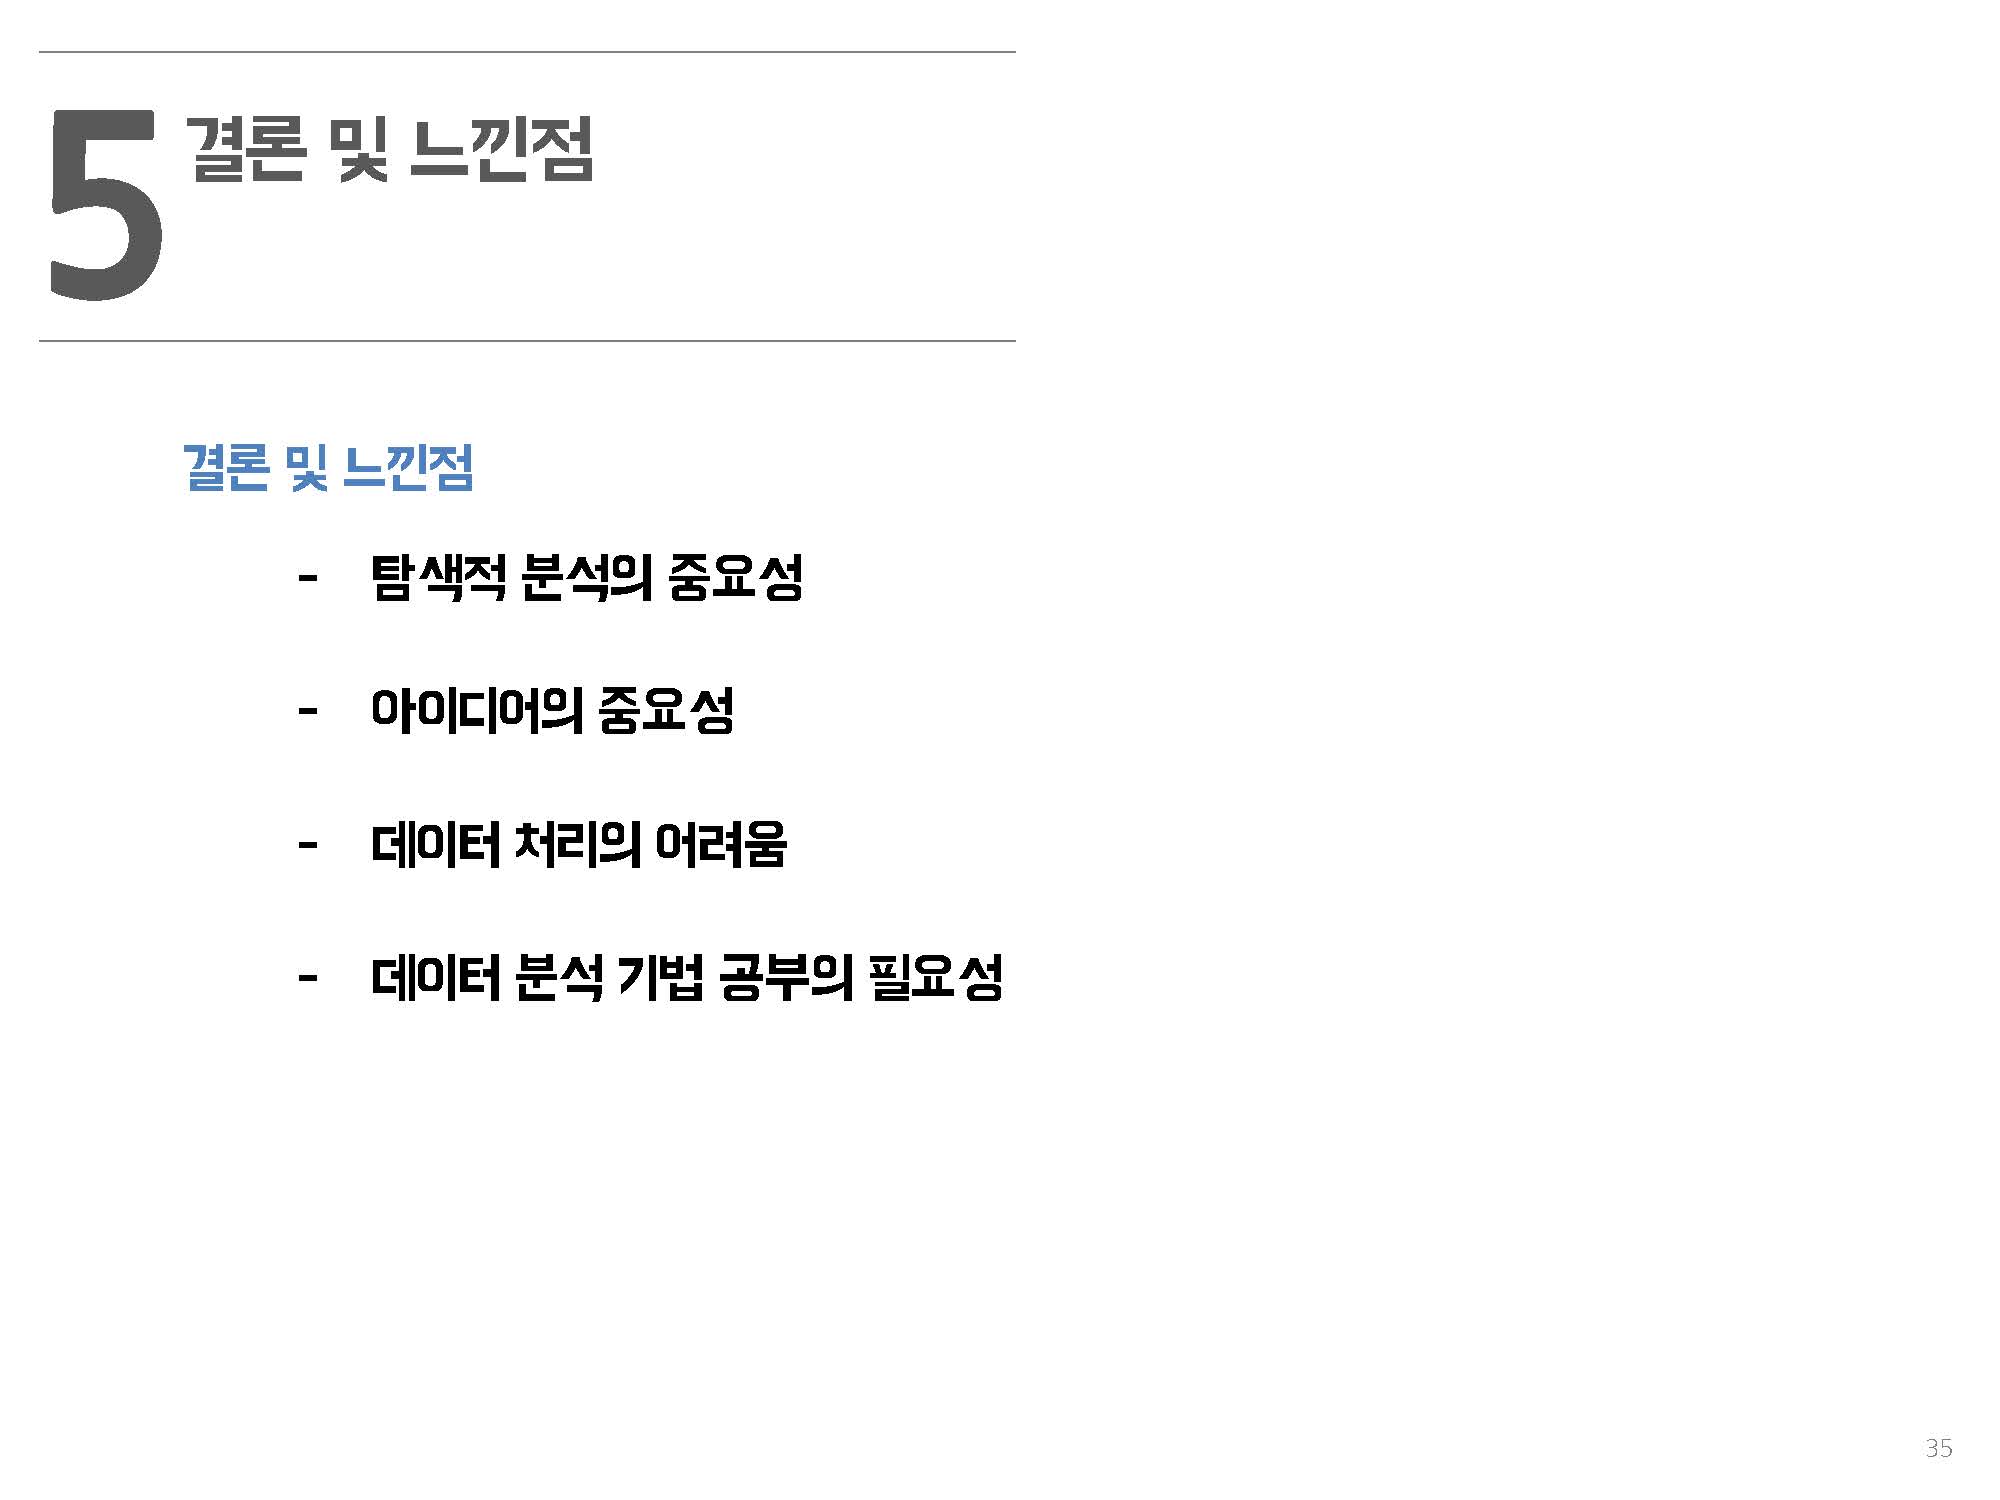 5 결론 및 느낀점
결론 및 느낀점
- 탐색적 분석의 중요성
- 아이디어의 중요성
- 데이터 처리의 어려움
- 데이터 분석 기법 공부의 필요성
35